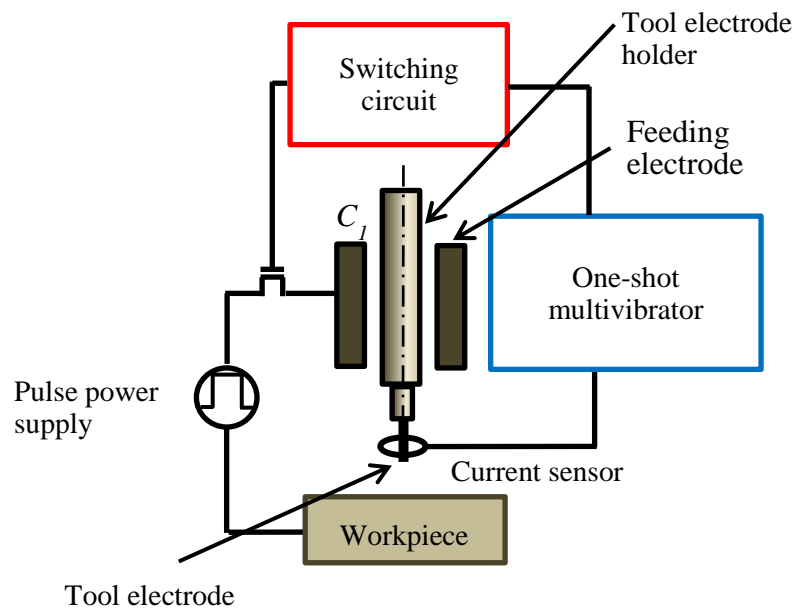 Tool electrode
holder
Switching
circuit
Feeding
electrode
C1
One-shot
multivibrator
Pulse power
supply
Current sensor
Workpiece
Tool electrode